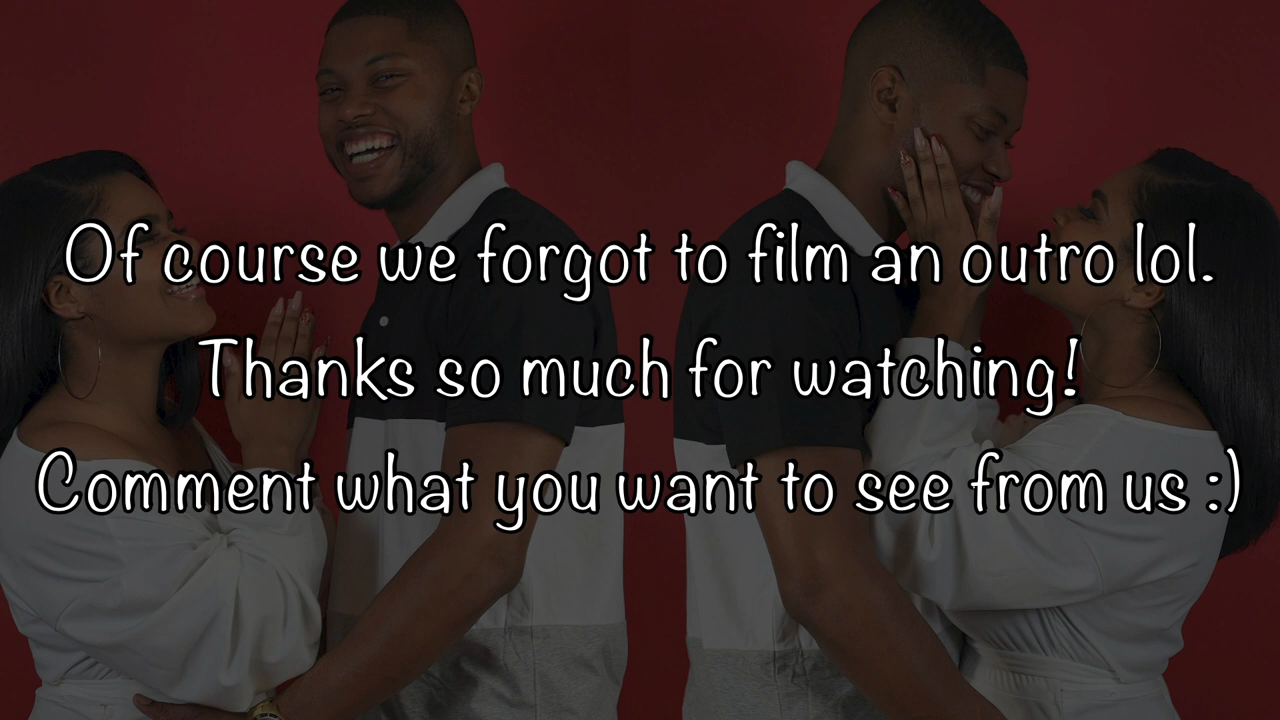 Of course we forgot to film an outro lol.
Thanks so much for watching!
Comment what you want to see from us :)